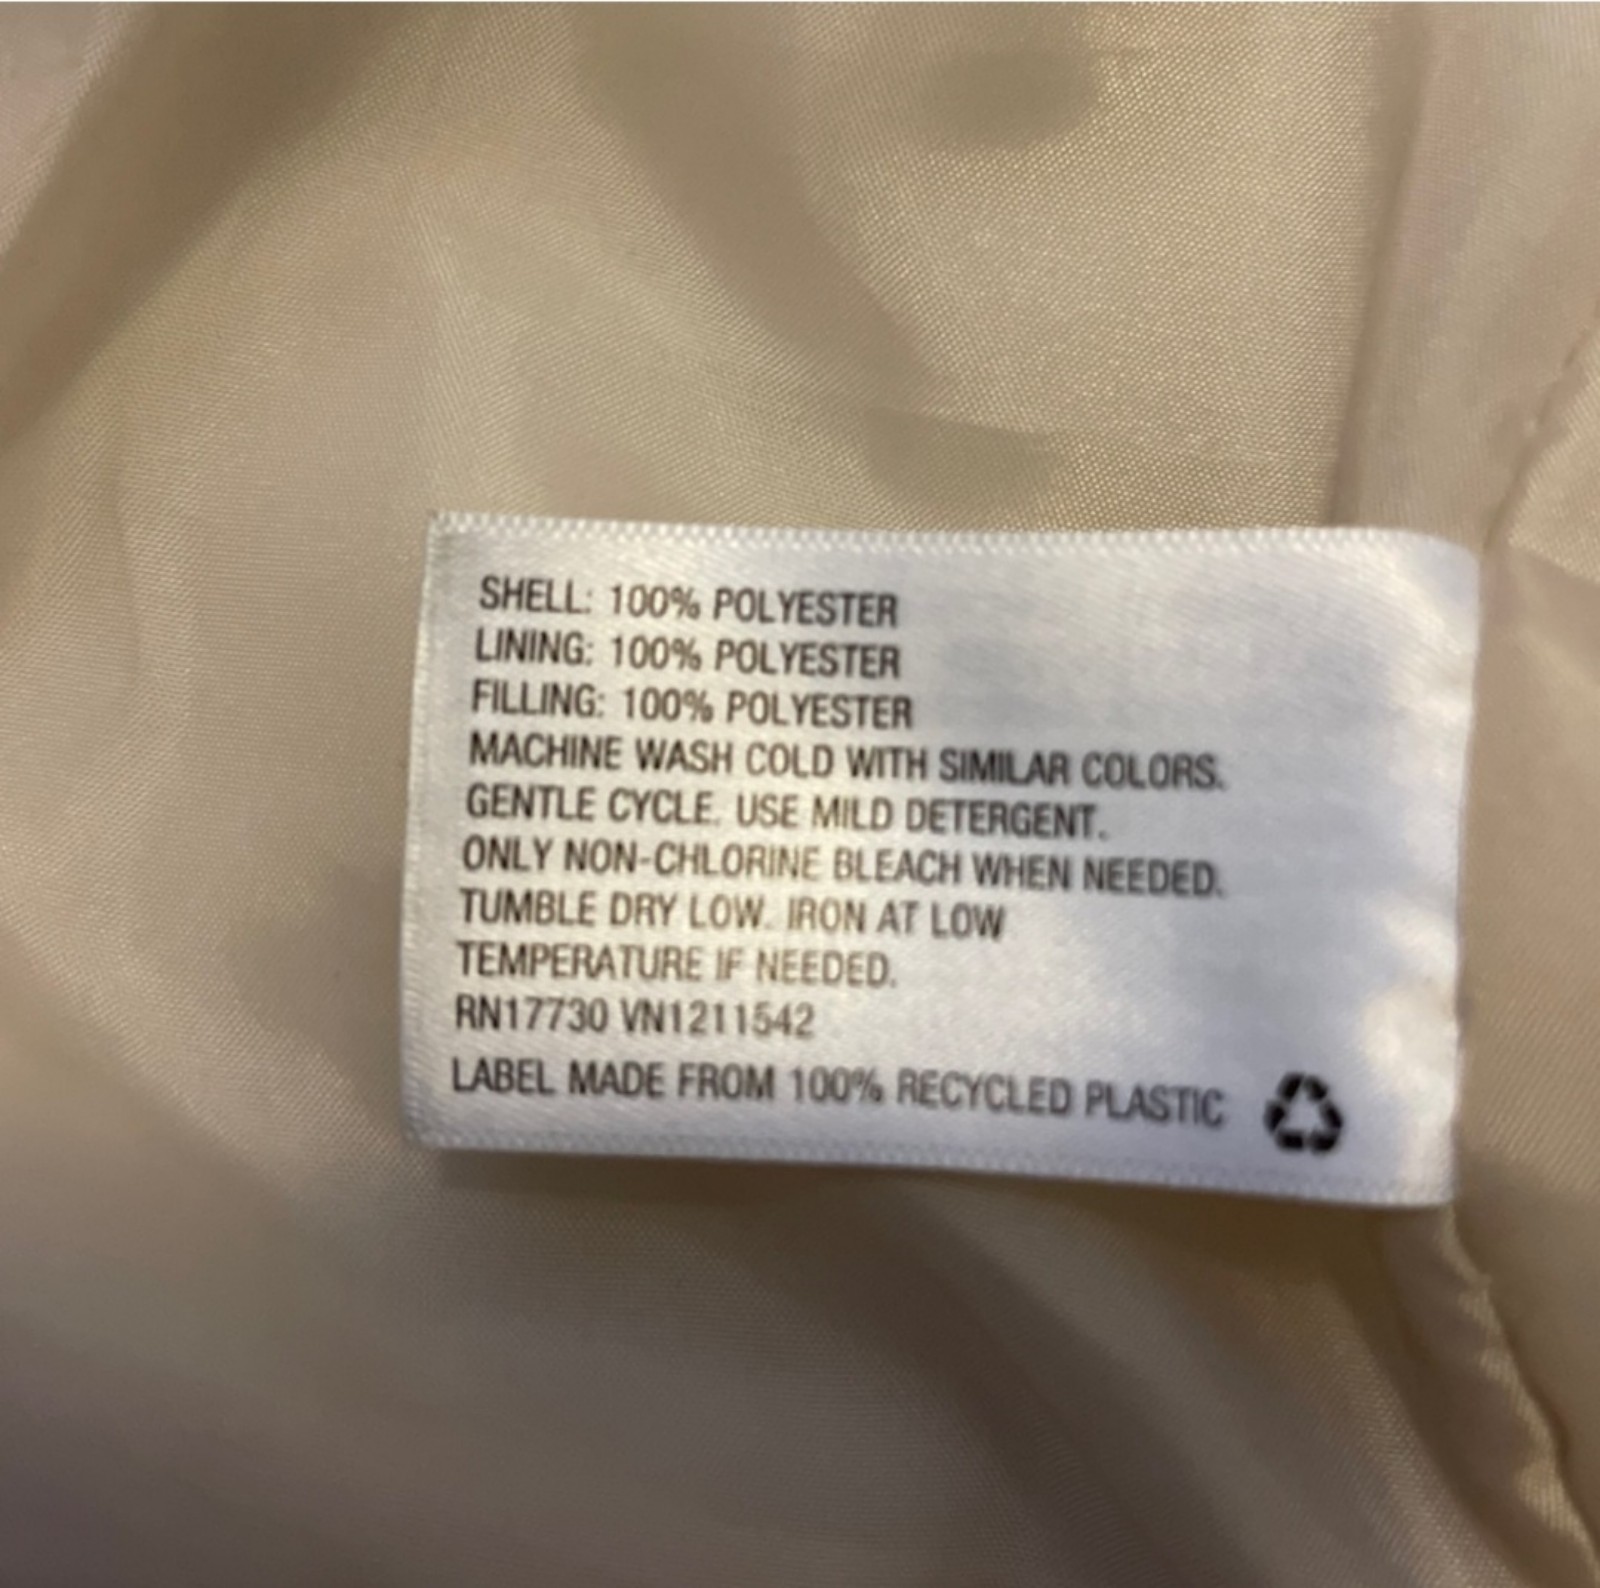 SHELL: 100% POLYESTER
LINING: 100% POLYESTER
FILLING: 100% POLYESTER
MACHINE WASH COLD WITH SIMILAR COLORS.
GENTLE CYCLE. USE MILD DETERGENT.
ONLY NON-CHLORINE BLEACH WHEN NEEDED.
TUMBLE DRY LOW. IRON AT LOW
TEMPERATURE IF NEEDED.
RN17730 VN1211542
LABEL MADE FROM 100% RECYCLED PLASTIC